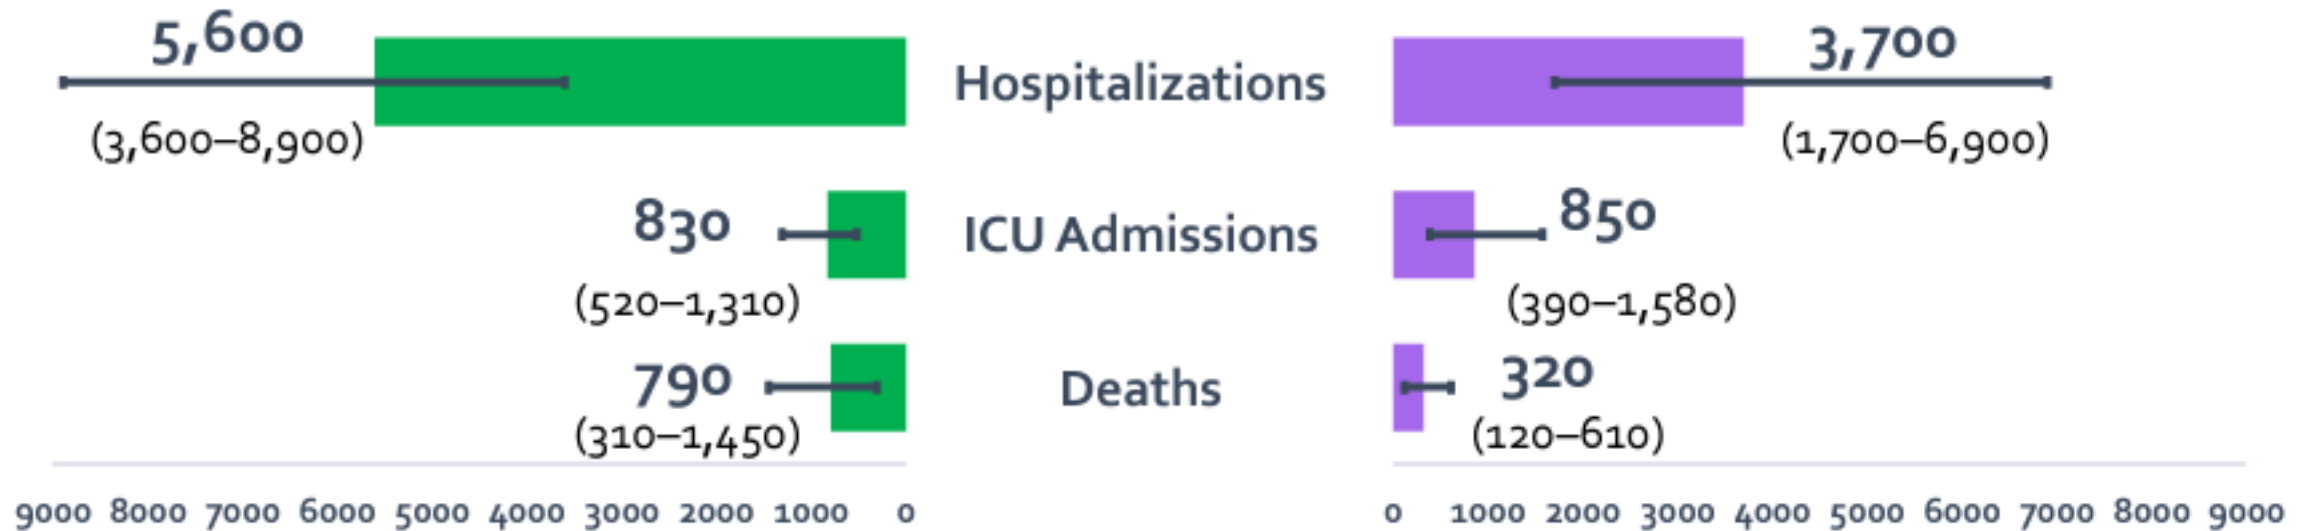 5,600 Hospitalizations 3,700
(3,600–8,900) (1,700–6,900)
830 ICU Admissions 850
(520–1,310) (390–1,580)
790 Deaths 320
(310–1,450) (120–610)
9000 8000 7000 6000 5000 4000 3000 2000 1000 0 0 1000 2000 3000 4000 5000 6000 7000 8000 9000